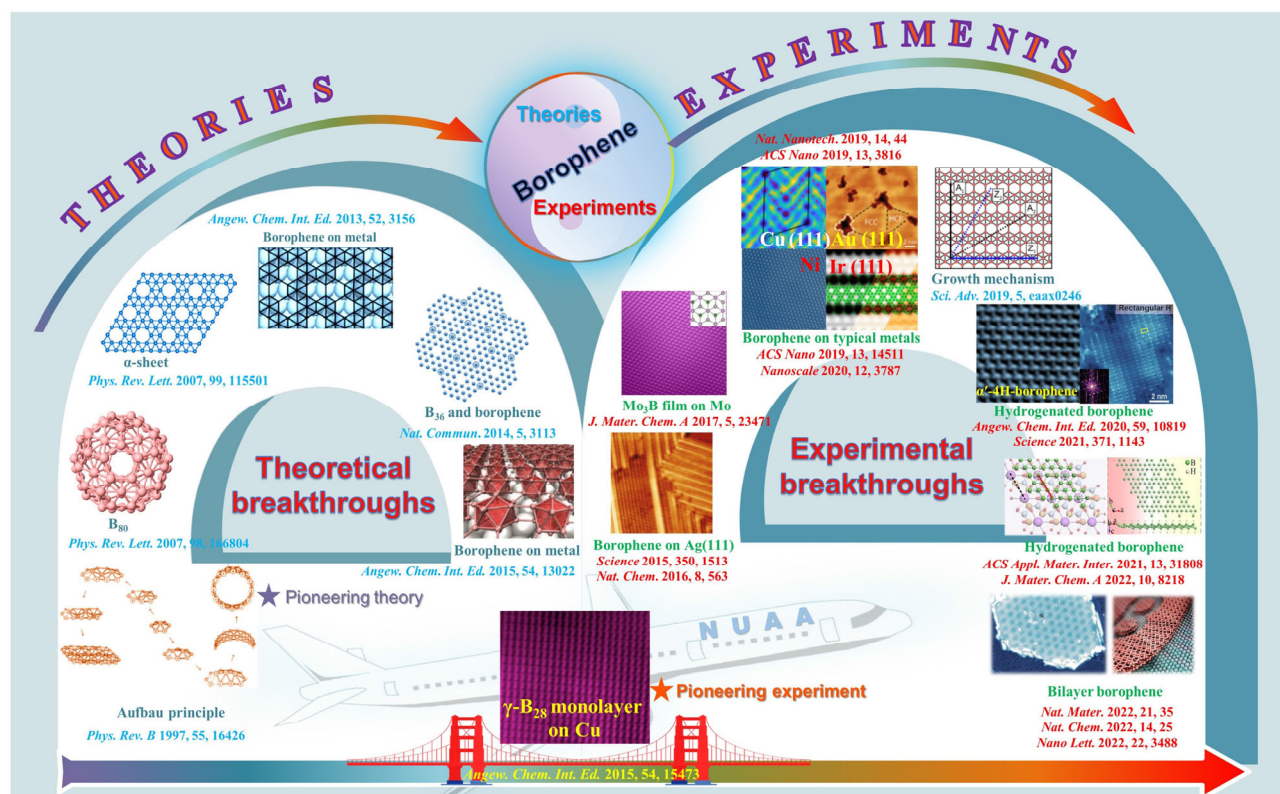 THEORIES
EXPERIMENTS
Theories
Borophene
Experiments
Angew. Chem. Int. Ed. 2013, 52, 3156
Borophene on metal
α-sheet
Phys. Rev. Lett. 2007, 99, 115501
B₃₆ and borophene
Nat. Commun. 2014, 5, 3113
B₈₀
Phys. Rev. Lett. 2007, 98, 166804
Theoretical
breakthroughs
Borophene on metal
Angew. Chem. Int. Ed. 2015, 54, 13022
Pioneering theory
Aufbau principle
Phys. Rev. B 1997, 55, 16426
Nat. Nanotech. 2019, 14, 44
ACS Nano 2019, 13, 3816
Cu (111)
Au (111)
FCC
HCP
Ni
Ir (111)
Borophene on typical metals
ACS Nano 2019, 13, 14511
Nanoscale 2020, 12, 3787
Growth mechanism
Sci. Adv. 2019, 5, eaax0246
Mo₃B film on Mo
J. Mater. Chem. A 2017, 5, 23471
Borophene on Ag(111)
Science 2015, 350, 1513
Nat. Chem. 2016, 8, 563
Experimental
breakthroughs
Rectangular H
α′-4H-borophene
2 nm
Hydrogenated borophene
Angew. Chem. Int. Ed. 2020, 59, 10819
Science 2021, 371, 1143
B
H
Hydrogenated borophene
ACS Appl. Mater. Inter. 2021, 13, 31808
J. Mater. Chem. A 2022, 10, 8218
Bilayer borophene
Nat. Mater. 2022, 21, 35
Nat. Chem. 2022, 14, 25
Nano Lett. 2022, 22, 3488
NUAA
Pioneering experiment
γ-B₂₈ monolayer
on Cu
Angew. Chem. Int. Ed. 2015, 54, 15473